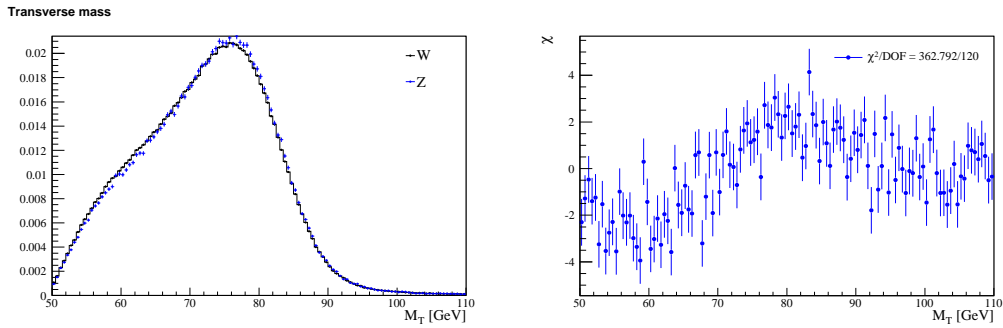 Transverse mass
0.02
0.018
0.016
0.014
0.012
0.01
0.008
0.006
0.004
0.002
0
W
Z
50 60 70 80 90 100 110
M_T [GeV]
χ
4
2
0
-2
-4
χ²/DOF = 362.792/120
50 60 70 80 90 100 110
M_T [GeV]